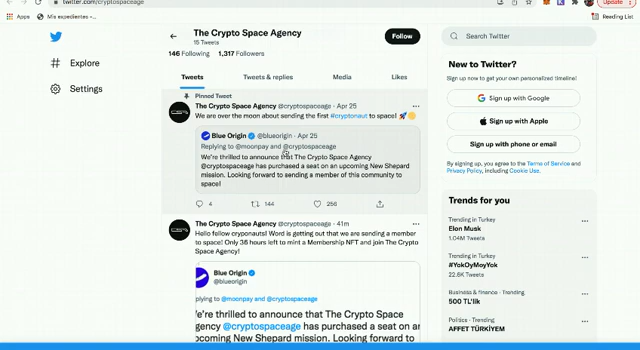 twitter.com/cryptospaceage
Update
Apps
Mis expedientes -...
Reading List
The Crypto Space Agency
15 Tweets
Follow
Search Twitter
146 Following 1,317 Followers
Explore
Settings
Tweets Tweets & replies Media Likes
New to Twitter?
Sign up now to get your own personalized timeline!
Sign up with Google
Sign up with Apple
Sign up with phone or email
By signing up, you agree to the Terms of Service and
Privacy Policy, including Cookie Use.
Pinned Tweet
The Crypto Space Agency @cryptospaceage · Apr 25
We are over the moon about sending the first #cryptonaut to space! 🚀🌕
Blue Origin @blueorigin · Apr 25
Replying to @moonpay and @cryptospaceage
We're thrilled to announce that The Crypto Space Agency
@cryptospaceage has purchased a seat on an upcoming New Shepard
mission. Looking forward to sending a member of this community to
space!
4 144 256
The Crypto Space Agency @cryptospaceage · 41m
Hello fellow cryponauts! Word is getting out that we are sending a member
to space! Only 36 hours left to mint a Membership NFT and join The Crypto
Space Agency!
Blue Origin
@blueorigin
plying to @moonpay and @cryptospaceage
e're thrilled to announce that The Crypto Space
gency @cryptospaceage has purchased a seat on an
pcoming New Shepard mission. Looking forward to
Trends for you
Trending in Turkey
Elon Musk
1.04M Tweets
Trending in Turkey
#YokOyMoyYok
22.6K Tweets
Business & finance · Trending
500 TL'lik
Politics · Trending
AFFET TÜRKİYEM